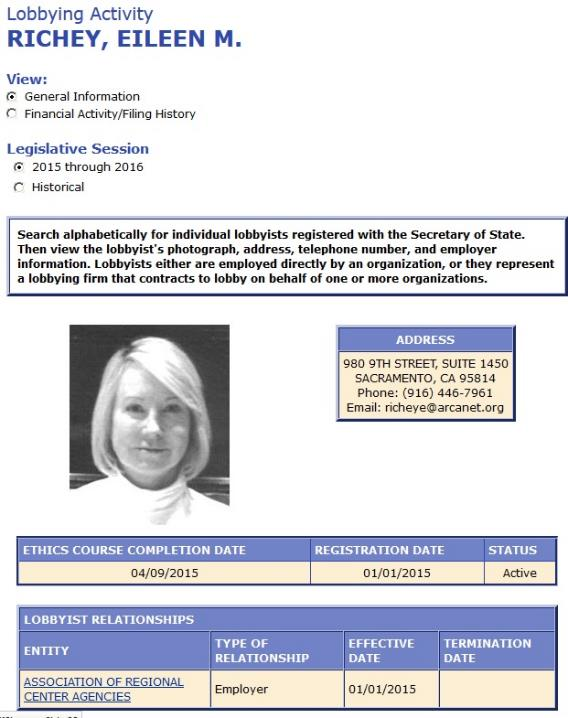 Lobbying Activity
RICHEY, EILEEN M.
View:
General Information
Financial Activity/Filing History
Legislative Session
2015 through 2016
Historical
Search alphabetically for individual lobbyists registered with the Secretary of State.
Then view the lobbyist's photograph, address, telephone number, and employer
information. Lobbyists either are employed directly by an organization, or they represent
a lobbying firm that contracts to lobby on behalf of one or more organizations.
ADDRESS
980 9TH STREET, SUITE 1450
SACRAMENTO, CA 95814
Phone: (916) 446-7961
Email: richeye@arcanet.org
ETHICS COURSE COMPLETION DATE REGISTRATION DATE STATUS
04/09/2015 01/01/2015 Active
LOBBYIST RELATIONSHIPS
ENTITY TYPE OF RELATIONSHIP EFFECTIVE DATE TERMINATION DATE
ASSOCIATION OF REGIONAL
CENTER AGENCIES Employer 01/01/2015